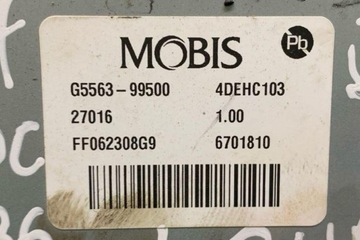 MOBIS
Pb
G5563-99500 4DEHC103
27016 1.00
FF062308G9 6701810